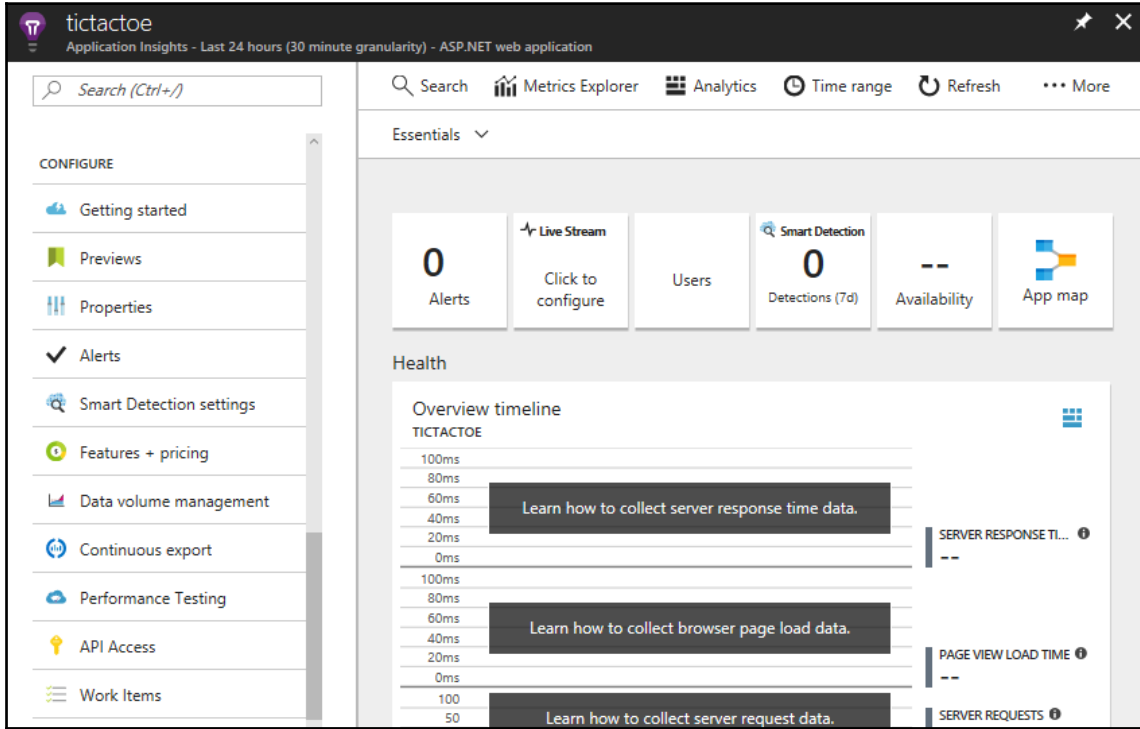 tictactoe
Application Insights - Last 24 hours (30 minute granularity) - ASP.NET web application
Search (Ctrl+/)
CONFIGURE
Getting started
Previews
Properties
Alerts
Smart Detection settings
Features + pricing
Data volume management
Continuous export
Performance Testing
API Access
Work Items
Search
Metrics Explorer
Analytics
Time range
Refresh
••• More
Essentials
0
Alerts
Live Stream
Click to
configure
Users
Smart Detection
0
Detections (7d)
--
Availability
App map
Health
Overview timeline
TICTACTOE
100ms
80ms
60ms
40ms
20ms
0ms
Learn how to collect server response time data.
SERVER RESPONSE TI...
--
100ms
80ms
60ms
40ms
20ms
0ms
Learn how to collect browser page load data.
PAGE VIEW LOAD TIME
--
100
50
Learn how to collect server request data.
SERVER REQUESTS